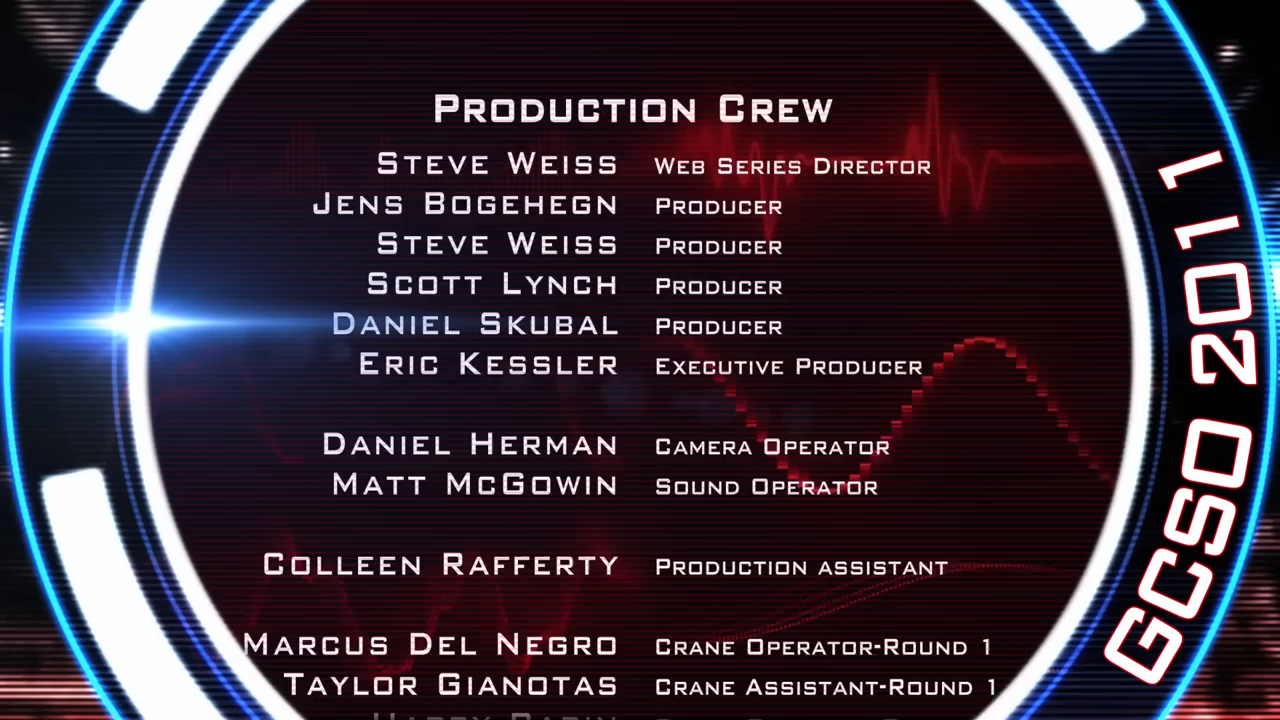 Production Crew
Steve Weiss Web Series Director
Jens Bogehegn Producer
Steve Weiss Producer
Scott Lynch Producer
Daniel Skubal Producer
Eric Kessler Executive Producer
Daniel Herman Camera Operator
Matt McGowin Sound Operator
Colleen Rafferty Production assistant
Marcus Del Negro Crane Operator-Round 1
Taylor Gianotas Crane Assistant-Round 1
GCSO 2011